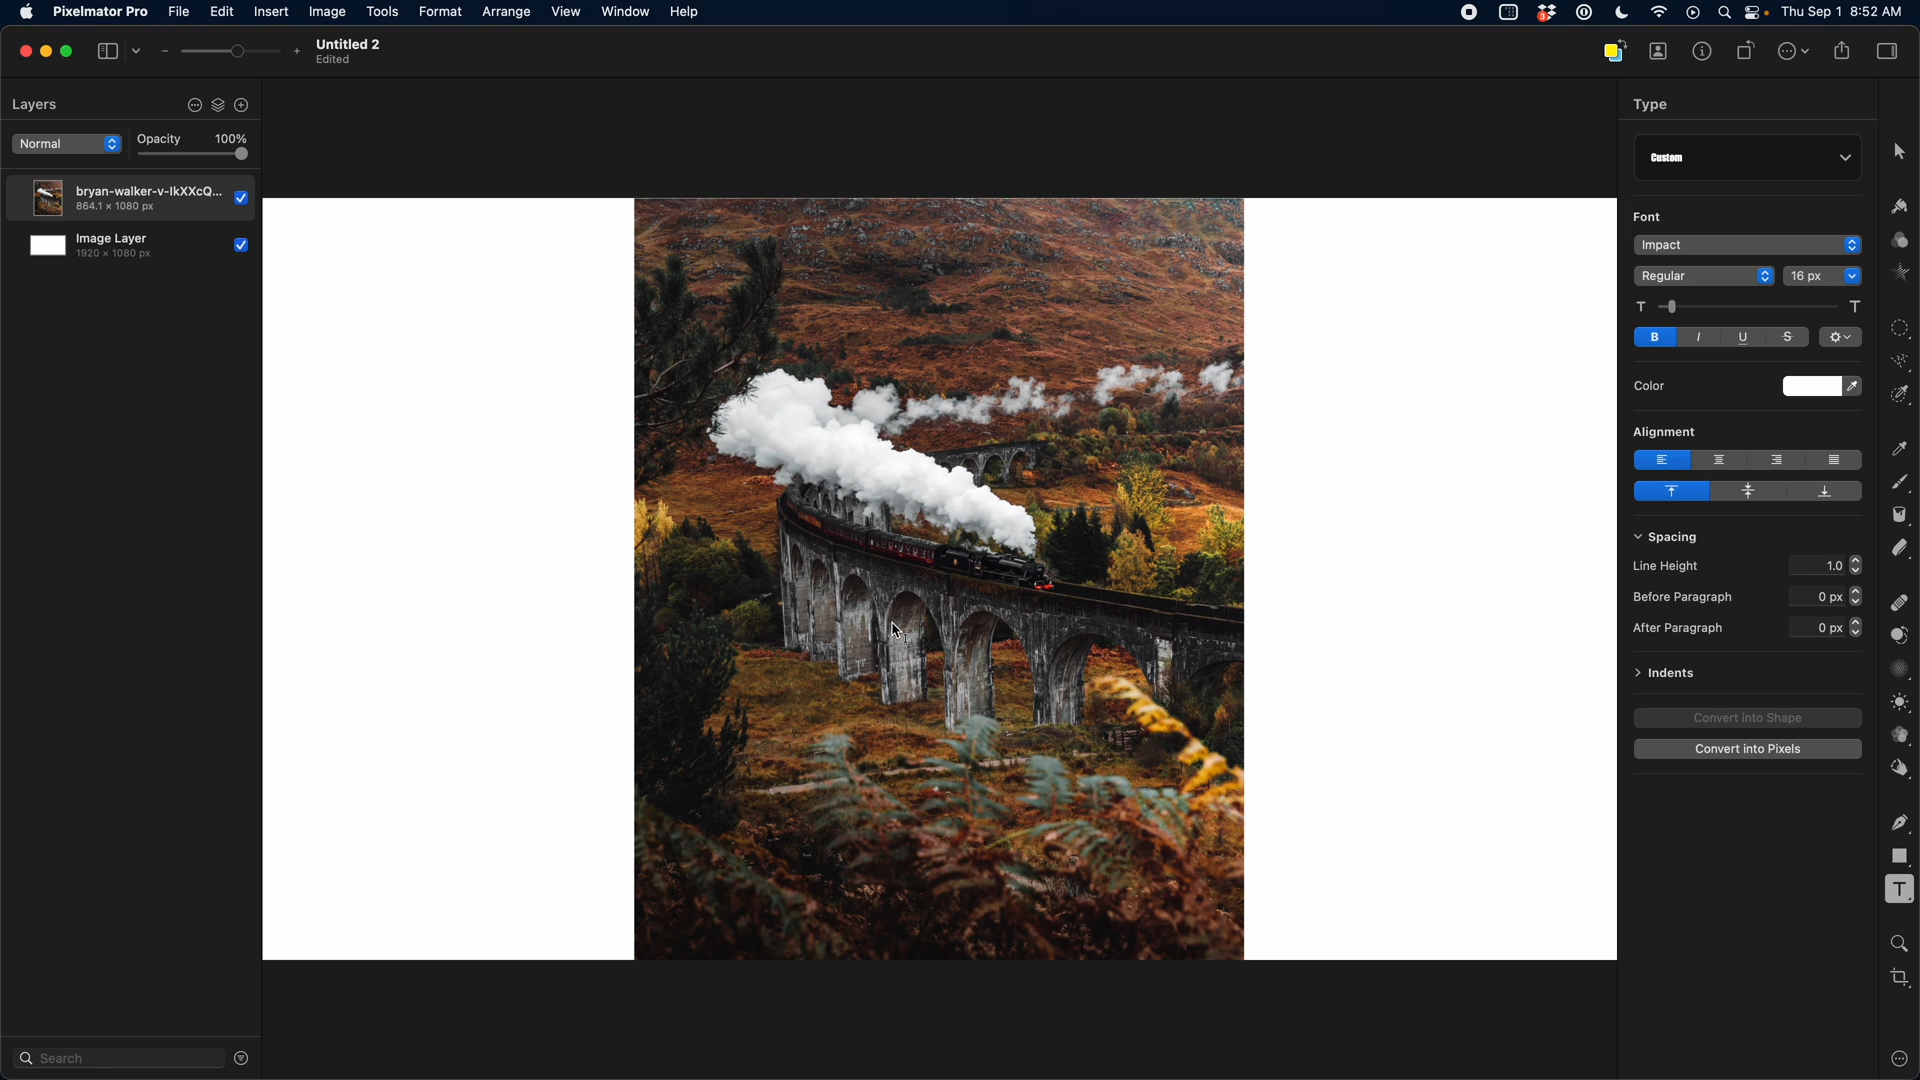 Pixelmator Pro File Edit Insert Image Tools Format Arrange View Window Help 3 Thu Sep 1 8:52 AM
Untitled 2
Edited
Layers
Normal Opacity 100%
bryan-walker-v-IkXXcQ...
864.1 × 1080 px
Image Layer
1920 × 1080 px
Search
Type
Custom
Font
Impact
Regular 16 px
T T
B I U S
Color
Alignment
Spacing
Line Height 1.0
Before Paragraph 0 px
After Paragraph 0 px
Indents
Convert into Shape
Convert into Pixels
T